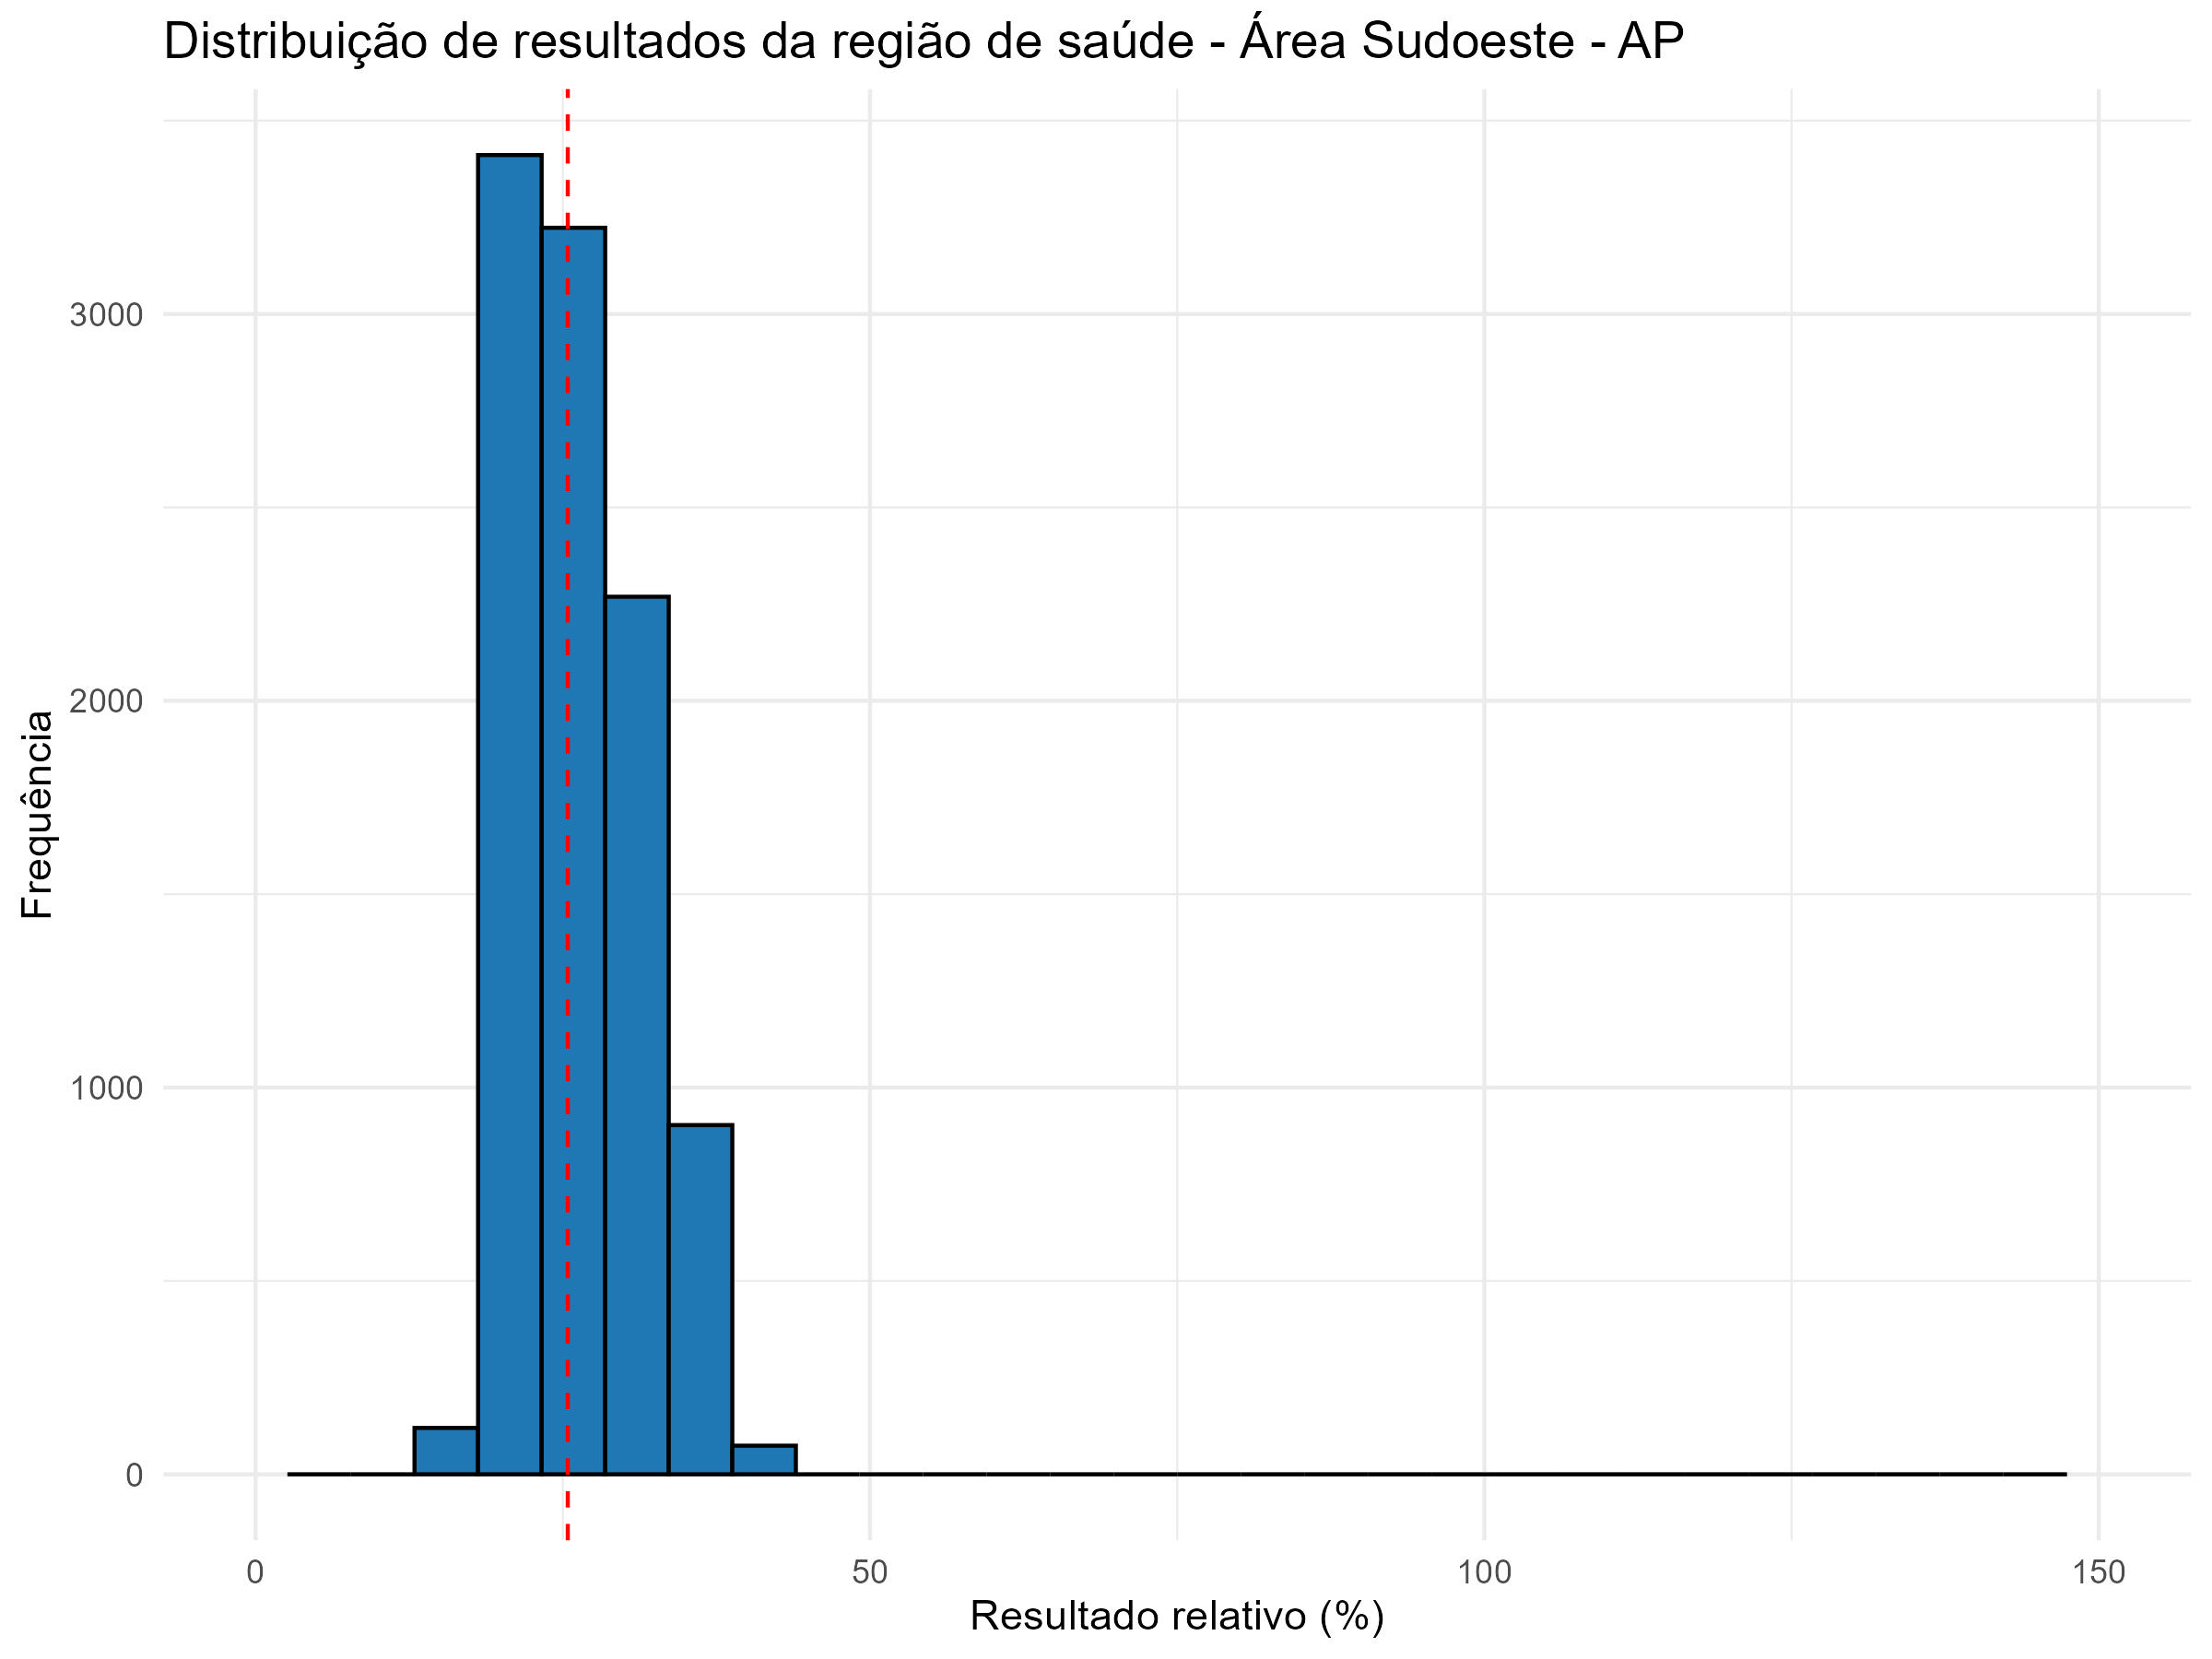 Distribuição de resultados da região de saúde - Área Sudoeste - AP
Frequência
3000
2000
1000
0
0 50 100 150
Resultado relativo (%)